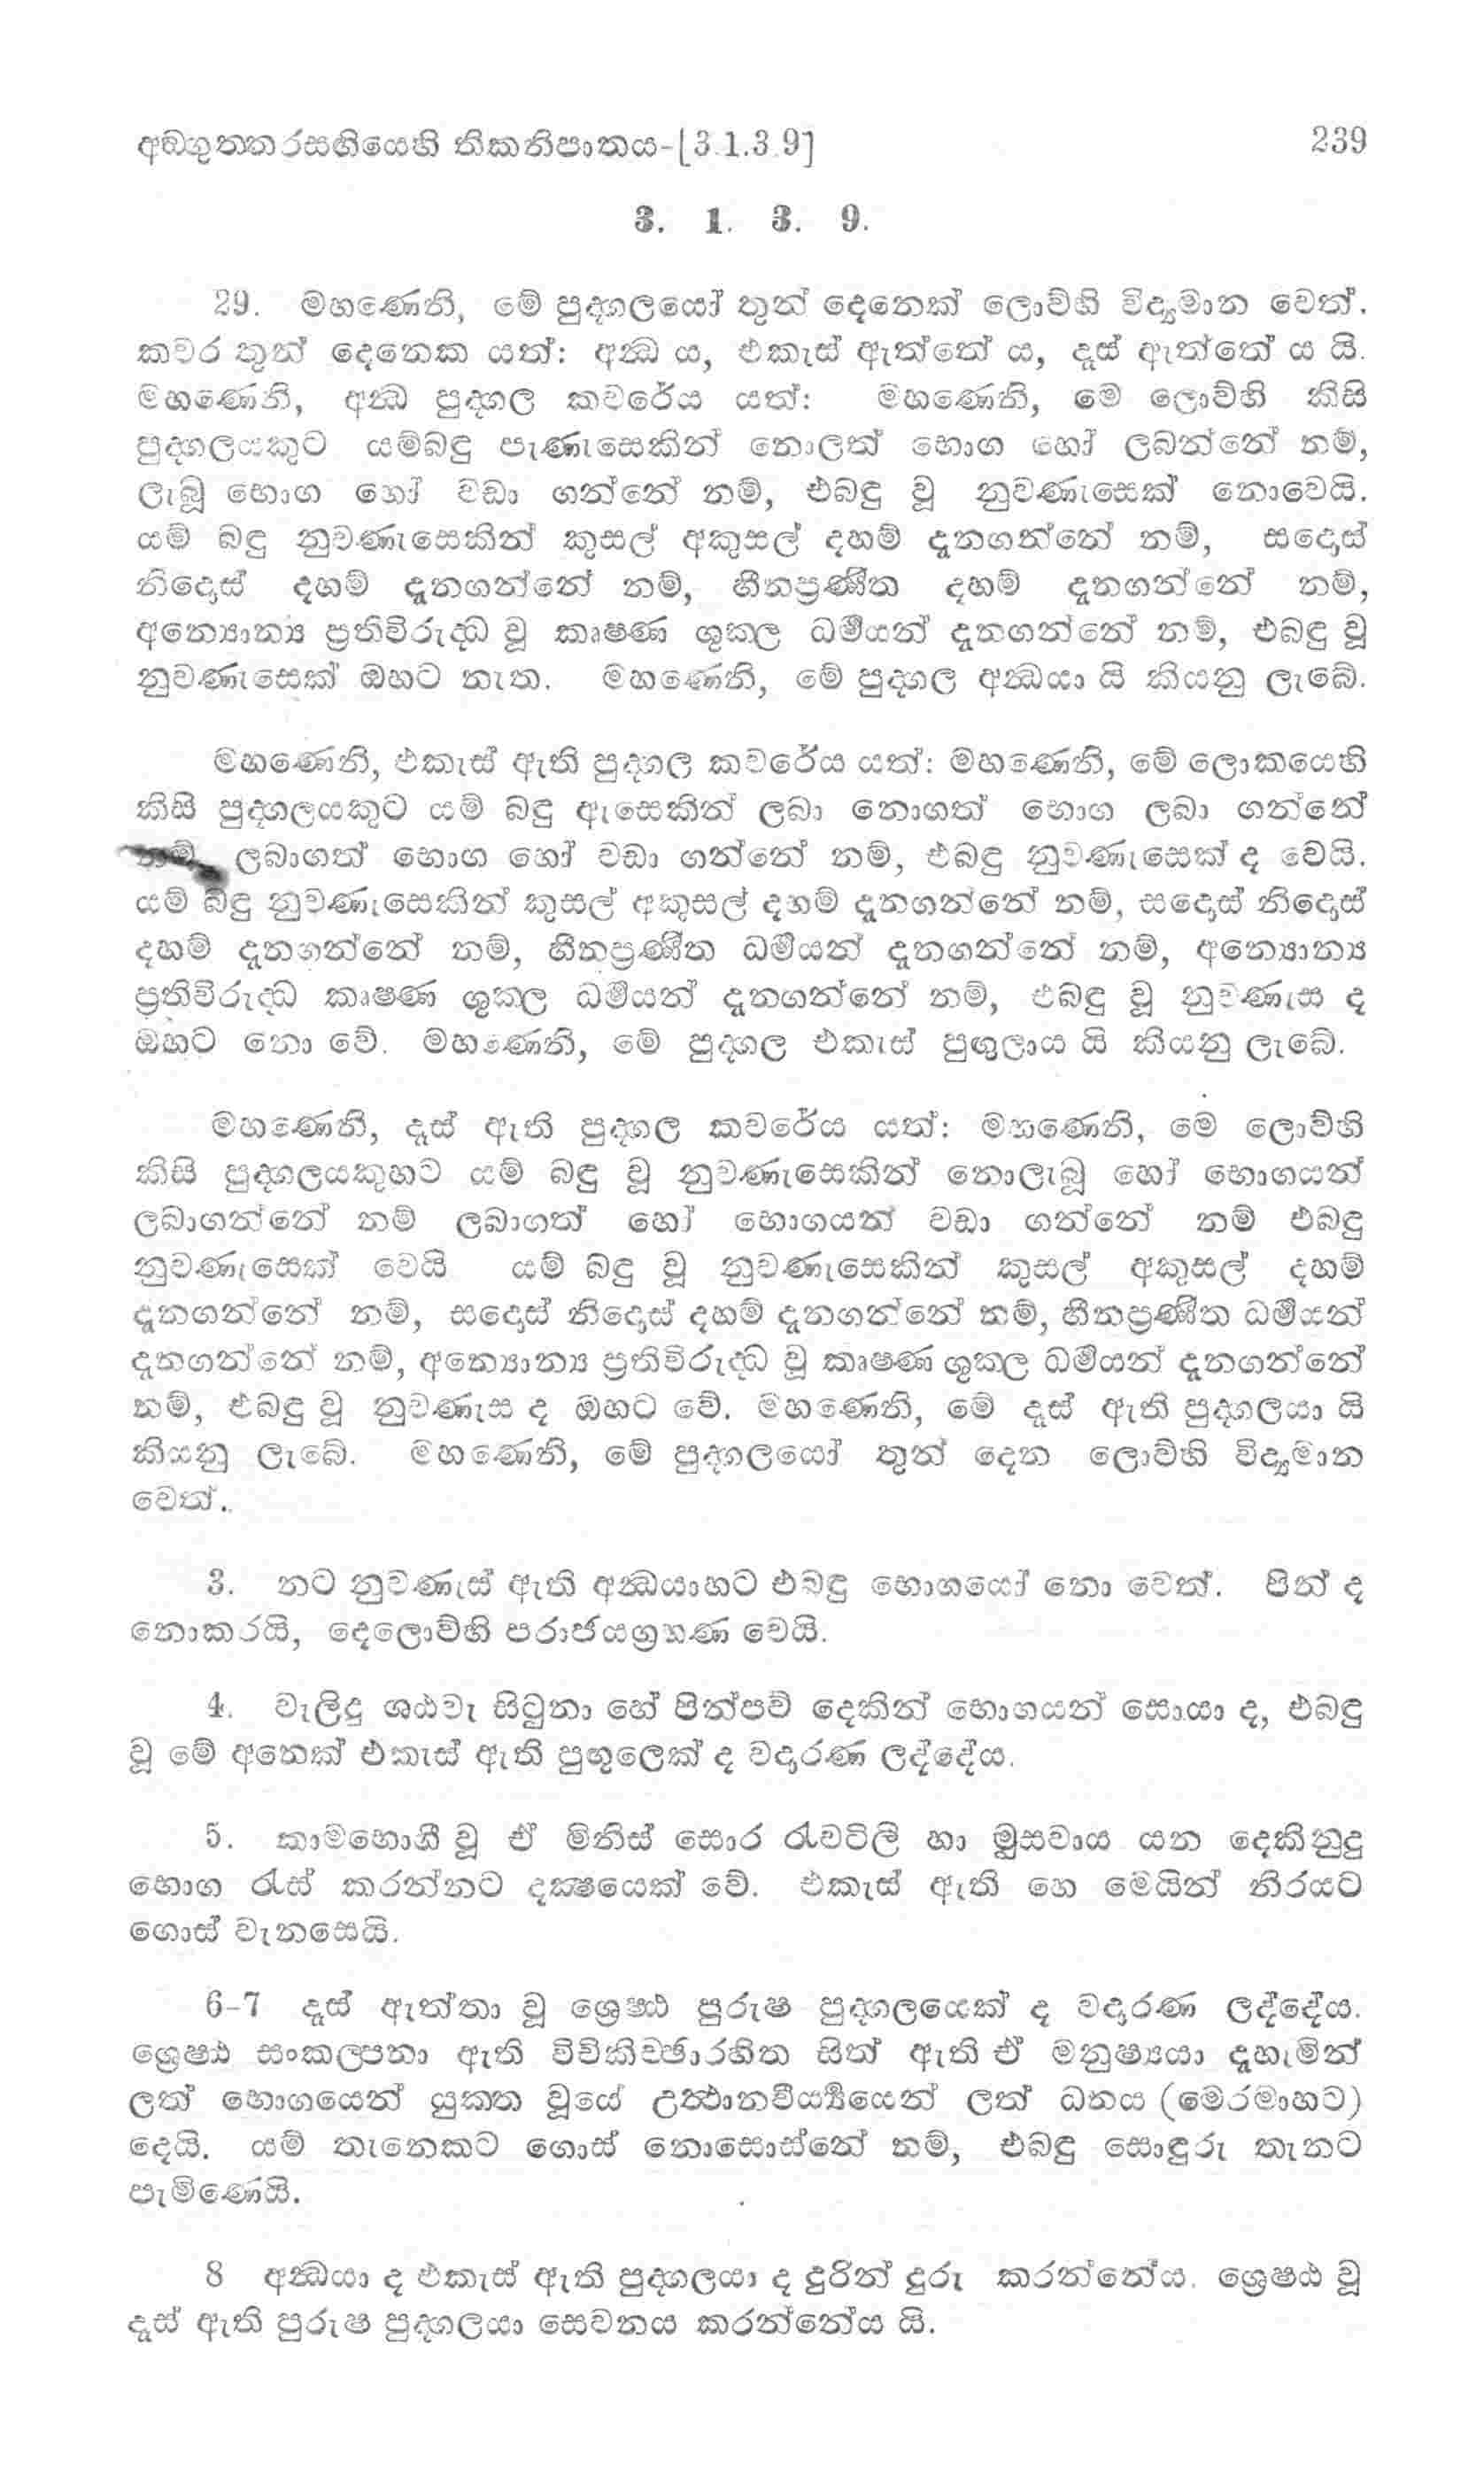 අඞගුත්තරසඟියෙහි තිකනිපාතය-[3.1.3.9] 239
3. 1. 3. 9.
29. මහණෙනි, මේ පුද්ගලයෝ තුන් දෙනෙක් ලොව්හි විද්‍යමාන වෙත්.
කවර තුන් දෙනෙක යත්: අන්ධ ය, එකැස් ඇත්තේ ය, දෑස් ඇත්තේ ය යි.
මහණෙනි, අන්ධ පුද්ගල කවරේය යත්: මහණෙනි, මෙ ලොව්හි කිසි
පුද්ගලයකුට යම්බඳු පැණැසෙකින් නොලත් භොග හෝ ලබන්නේ නම්,
ලැබූ භොග හෝ වඩා ගන්නේ නම්, එබඳු වූ නුවණැසෙක් නොවෙයි.
යම් බඳු නුවණැසෙකින් කුසල් අකුසල් දහම් දැනගන්නේ නම්, සදොස්
නිදොස් දහම් දැනගන්නේ නම්, හීනප්‍රණීත දහම් දැනගන්නේ නම්,
අන්‍යොන්‍ය ප්‍රතිවිරුද්ධ වූ කෘෂ්ණ ශුක්ල ධර්මයන් දැනගන්නේ නම්, එබඳු වූ
නුවණැසෙක් ඔහට නැත. මහණෙනි, මේ පුද්ගල අන්ධයා යි කියනු ලැබේ.
මහණෙනි, එකැස් ඇති පුද්ගල කවරේය යත්: මහණෙනි, මේ ලොකයෙහි
කිසි පුද්ගලයකුට යම් බඳු ඇසෙකින් ලබා නොගත් භොග ලබා ගන්නේ
නම් ලබාගත් භොග හෝ වඩා ගන්නේ නම්, එබඳු නුවණැසෙක් ද වෙයි.
යම් බඳු නුවණැසෙකින් කුසල් අකුසල් දහම් දැනගන්නේ නම්, සදොස් නිදොස්
දහම් දැනගන්නේ නම්, හීනප්‍රණීත ධර්මයන් දැනගන්නේ නම්, අන්‍යොන්‍ය
ප්‍රතිවිරුද්ධ කෘෂ්ණ ශුක්ල ධර්මයන් දැනගන්නේ නම්, එබඳු වූ නුවණැස ද
ඔහට නො වේ. මහණෙනි, මේ පුද්ගල එකැස් පුඟුලාය යි කියනු ලැබේ.
මහණෙනි, දෑස් ඇති පුද්ගල කවරේය යත්: මහණෙනි, මෙ ලොව්හි
කිසි පුද්ගලයකුහට යම් බඳු වූ නුවණැසෙකින් නොලැබූ හෝ භොගයන්
ලබාගන්නේ නම් ලබාගත් හෝ භොගයන් වඩා ගන්නේ නම් එබඳු
නුවණැසෙක් වෙයි යම් බඳු වූ නුවණැසෙකින් කුසල් අකුසල් දහම්
දැනගන්නේ නම්, සදොස් නිදොස් දහම් දැනගන්නේ නම්, හීනප්‍රණීත ධර්මයන්
දැනගන්නේ නම්, අන්‍යොන්‍ය ප්‍රතිවිරුද්ධ වූ කෘෂ්ණ ශුක්ල ධර්මයන් දැනගන්නේ
නම්, එබඳු වූ නුවණැස ද ඔහට වේ. මහණෙනි, මේ දෑස් ඇති පුද්ගලයා යි
කියනු ලැබේ. මහණෙනි, මේ පුද්ගලයෝ තුන් දෙන ලොව්හි විද්‍යමාන
වෙත්.
3. නට නුවණැස් ඇති අන්ධයාහට එබඳු භොගයෝ නො වෙත්. පින් ද
නොකරයි, දෙලොව්හි පරාජයග්‍රහණ වෙයි.
4. වැලිදු ශඨවැ සිටුනා හේ පින්පව් දෙකින් භොගයන් සොයා ද, එබඳු
වූ මේ අනෙක් එකැස් ඇති පුඟුලෙක් ද වදාරණ ලද්දේය.
5. කාමභොගී වූ ඒ මිනිස් සොර රැවටිලි හා මුසවාය යන දෙකිනුදු
භොග රැස් කරන්නට දක්ෂයෙක් වේ. එකැස් ඇති හෙ මෙයින් නිරයට
ගොස් වැනසෙයි.
6-7 දෑස් ඇත්තා වූ ශ්‍රෙෂ්ඨ පුරුෂ පුද්ගලයෙක් ද වදාරණ ලද්දේය.
ශ්‍රෙෂ්ඨ සංකල්පනා ඇති විචිකිච්ඡාරහිත සිත් ඇති ඒ මනුෂ්‍යයා දැහැමින්
ලත් භොගයෙන් යුක්ත වූයේ උත්ථානවීර්‍ය්‍යයෙන් ලත් ධනය (මෙරමාහට)
දෙයි. යම් තැනෙකට ගොස් නොසොස්නේ නම්, එබඳු සොඳුරු තැනට
පැමිණෙයි.
8 අන්ධයා ද එකැස් ඇති පුද්ගලයා ද දුරින් දුරු කරන්නේය. ශ්‍රෙෂ්ඨ වූ
දෑස් ඇති පුරුෂ පුද්ගලයා සෙවනය කරන්නේය යි.